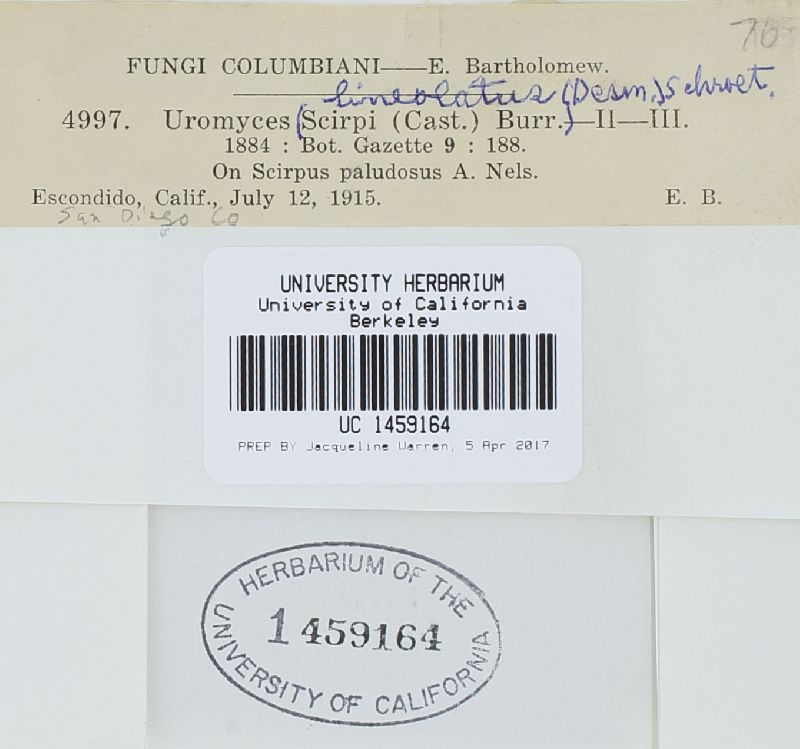 76
FUNGI COLUMBIANI—E. Bartholomew.
lineolatus (Desm.) Schroet.
4997. Uromyces (Scirpi (Cast.) Burr.)—II—III.
1884 : Bot. Gazette 9 : 188.
On Scirpus paludosus A. Nels.
Escondido, Calif., July 12, 1915. E. B.
San Diego Co
UNIVERSITY HERBARIUM
University of California
Berkeley
UC 1459164
PREP BY Jacqueline Warren, 5 Apr 2017
HERBARIUM OF THE
1459164
UNIVERSITY OF CALIFORNIA